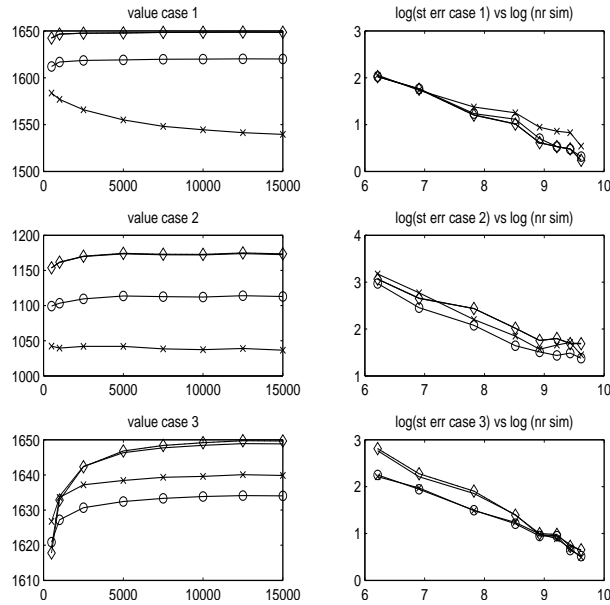 value case 1
1650
1600
1550
1500
0 5000 10000 15000
log(st err case 1) vs log (nr sim)
3
2
1
0
6 7 8 9 10
value case 2
1200
1150
1100
1050
1000
0 5000 10000 15000
log(st err case 2) vs log (nr sim)
4
3
2
1
6 7 8 9 10
value case 3
1650
1640
1630
1620
1610
0 5000 10000 15000
log(st err case 3) vs log (nr sim)
3
2
1
0
6 7 8 9 10